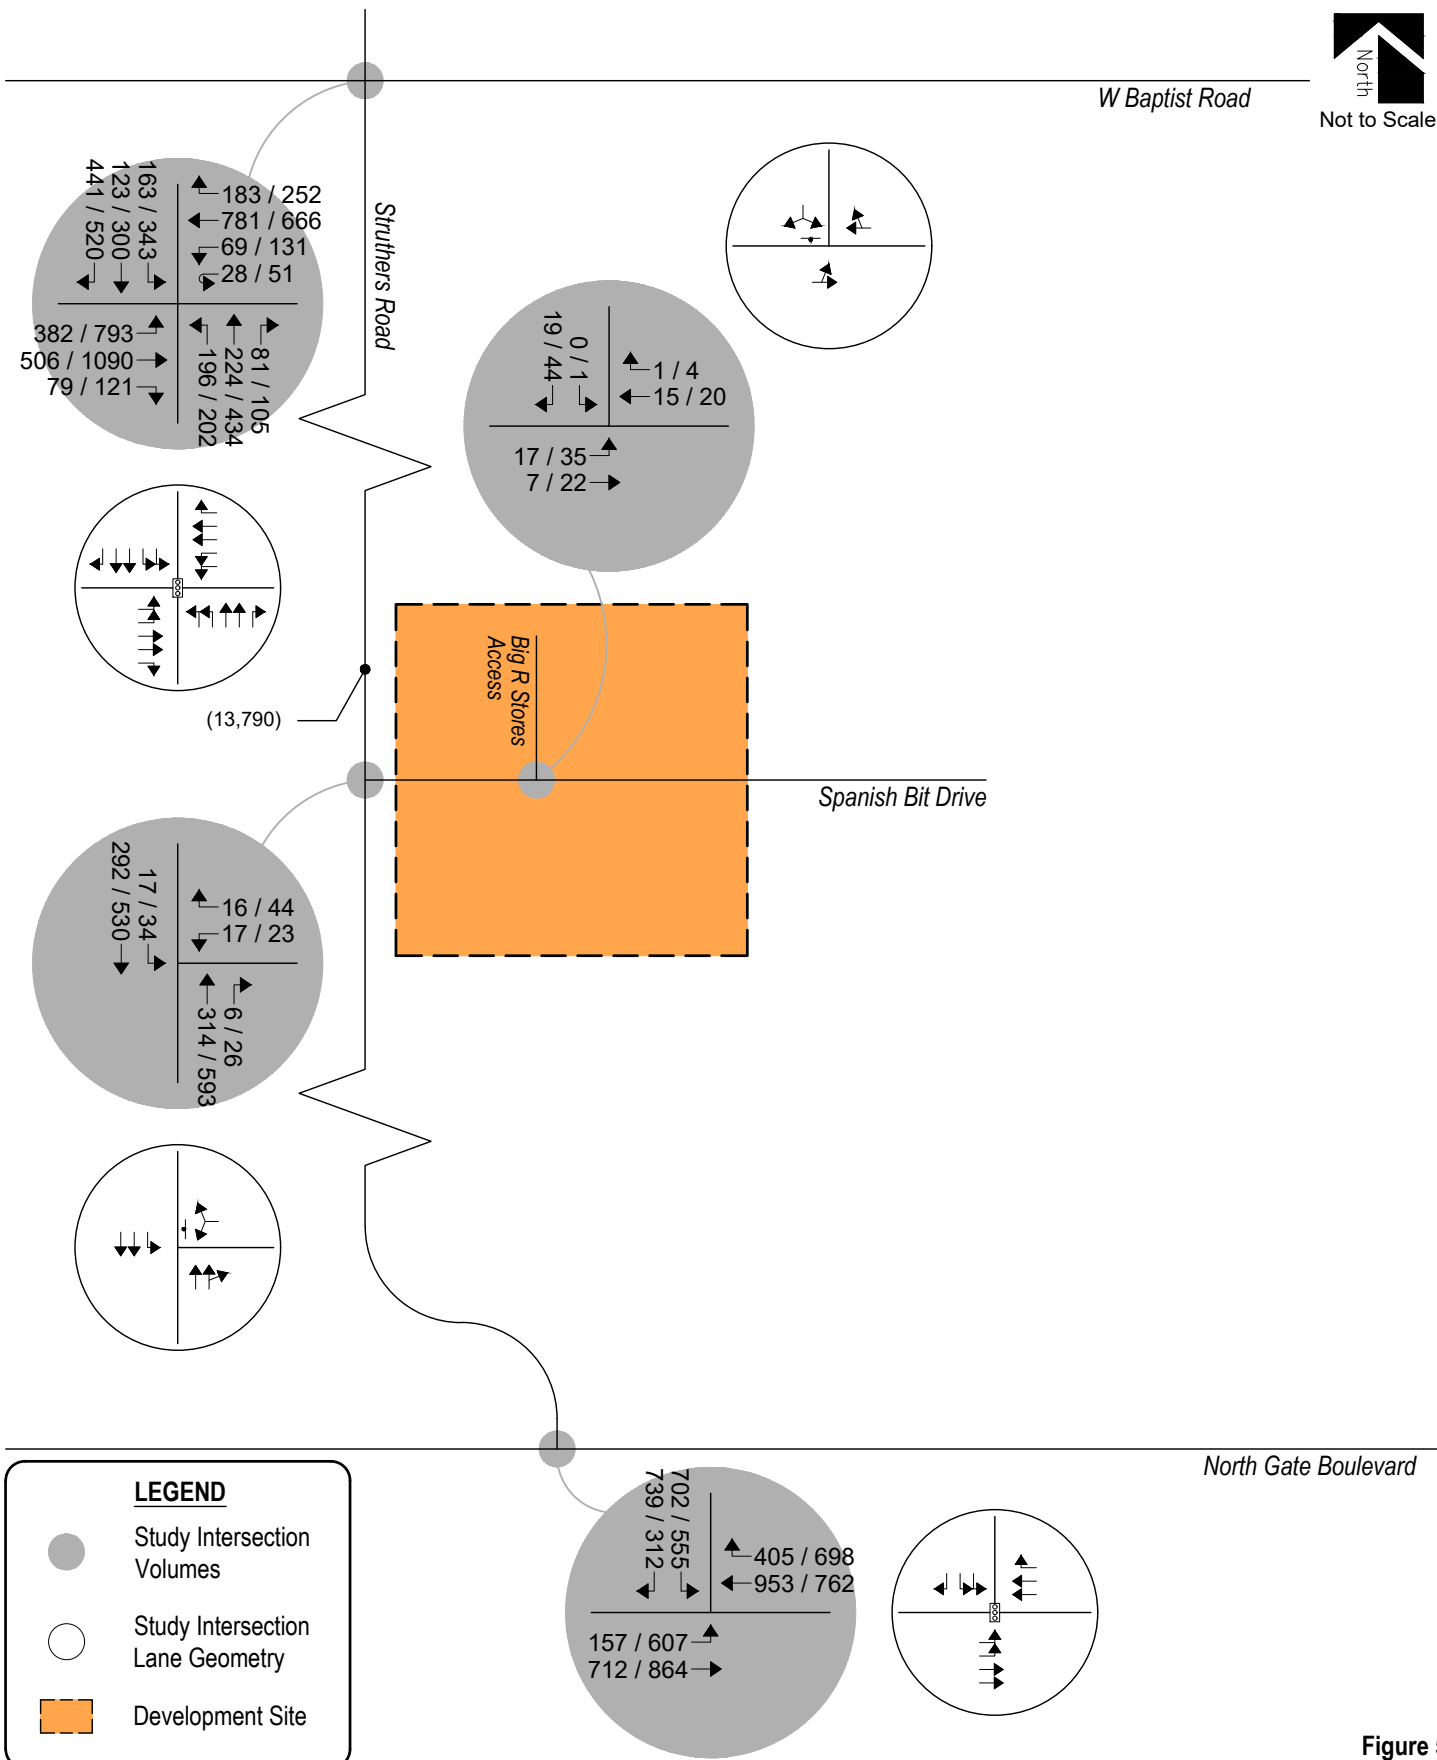 North
Not to Scale
W Baptist Road
163 / 343
123 / 300
441 / 520
183 / 252
781 / 666
69 / 131
28 / 51
382 / 793
506 / 1090
79 / 121
81 / 105
224 / 434
196 / 202
Struthers Road
0 / 1
19 / 44
1 / 4
15 / 20
17 / 35
7 / 22
Big R Stores
Access
(13,790)
Spanish Bit Drive
17 / 34
292 / 530
16 / 44
17 / 23
6 / 26
314 / 593
North Gate Boulevard
702 / 555
739 / 312
405 / 698
953 / 762
157 / 607
712 / 864
LEGEND
Study Intersection
Volumes
Study Intersection
Lane Geometry
Development Site
Figure